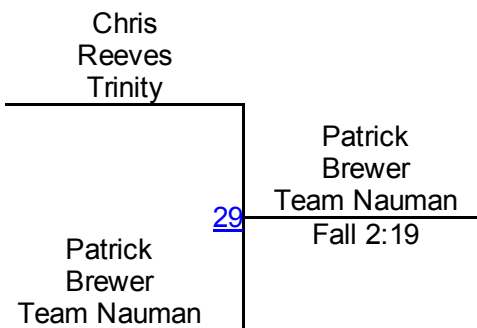 Chris
Reeves
Trinity
Patrick
Brewer
Team Nauman
29
Fall 2:19
Patrick
Brewer
Team Nauman